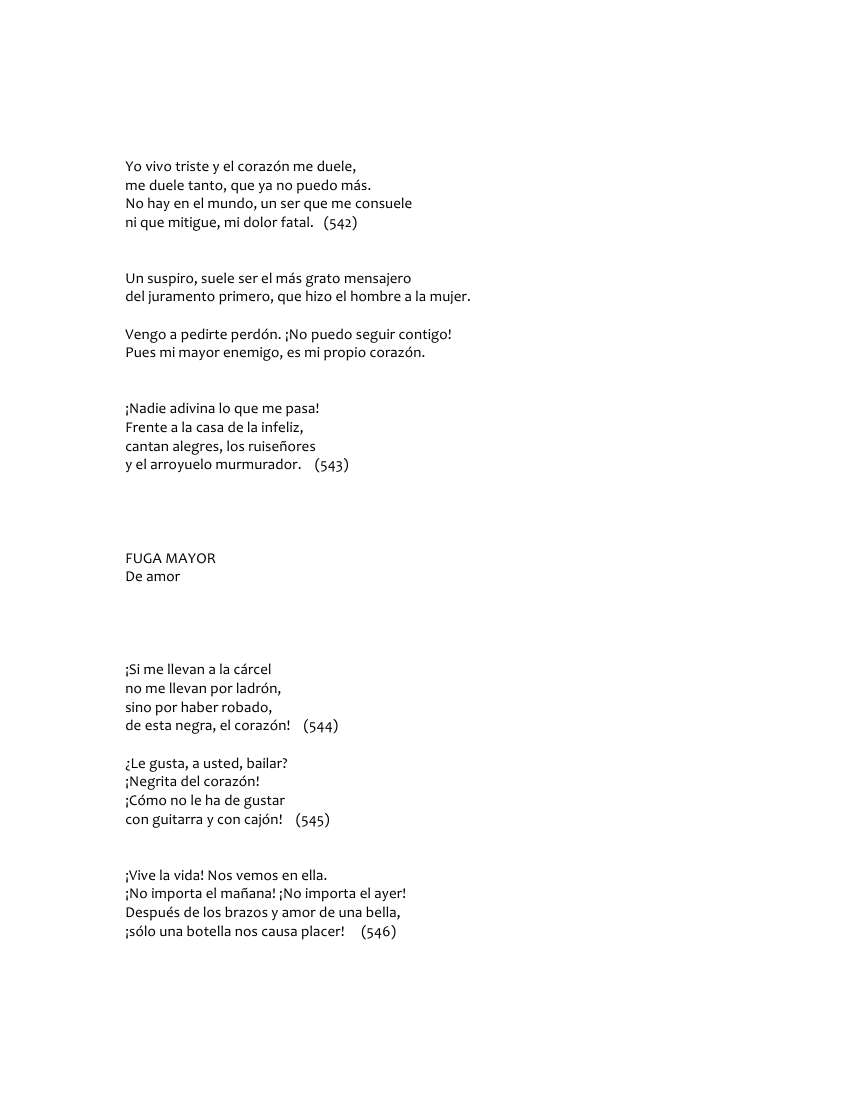 Yo vivo triste y el corazón me duele,
me duele tanto, que ya no puedo más.
No hay en el mundo, un ser que me consuele
ni que mitigue, mi dolor fatal. (542)
Un suspiro, suele ser el más grato mensajero
del juramento primero, que hizo el hombre a la mujer.
Vengo a pedirte perdón. ¡No puedo seguir contigo!
Pues mi mayor enemigo, es mi propio corazón.
¡Nadie adivina lo que me pasa!
Frente a la casa de la infeliz,
cantan alegres, los ruiseñores
y el arroyuelo murmurador. (543)
FUGA MAYOR
De amor
¡Si me llevan a la cárcel
no me llevan por ladrón,
sino por haber robado,
de esta negra, el corazón! (544)
¿Le gusta, a usted, bailar?
¡Negrita del corazón!
¡Cómo no le ha de gustar
con guitarra y con cajón! (545)
¡Vive la vida! Nos vemos en ella.
¡No importa el mañana! ¡No importa el ayer!
Después de los brazos y amor de una bella,
¡sólo una botella nos causa placer! (546)